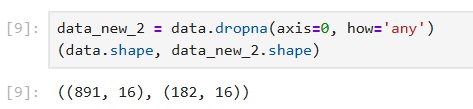 [9]: data_new_2 = data.dropna(axis=0, how='any')
(data.shape, data_new_2.shape)
[9]: ((891, 16), (182, 16))